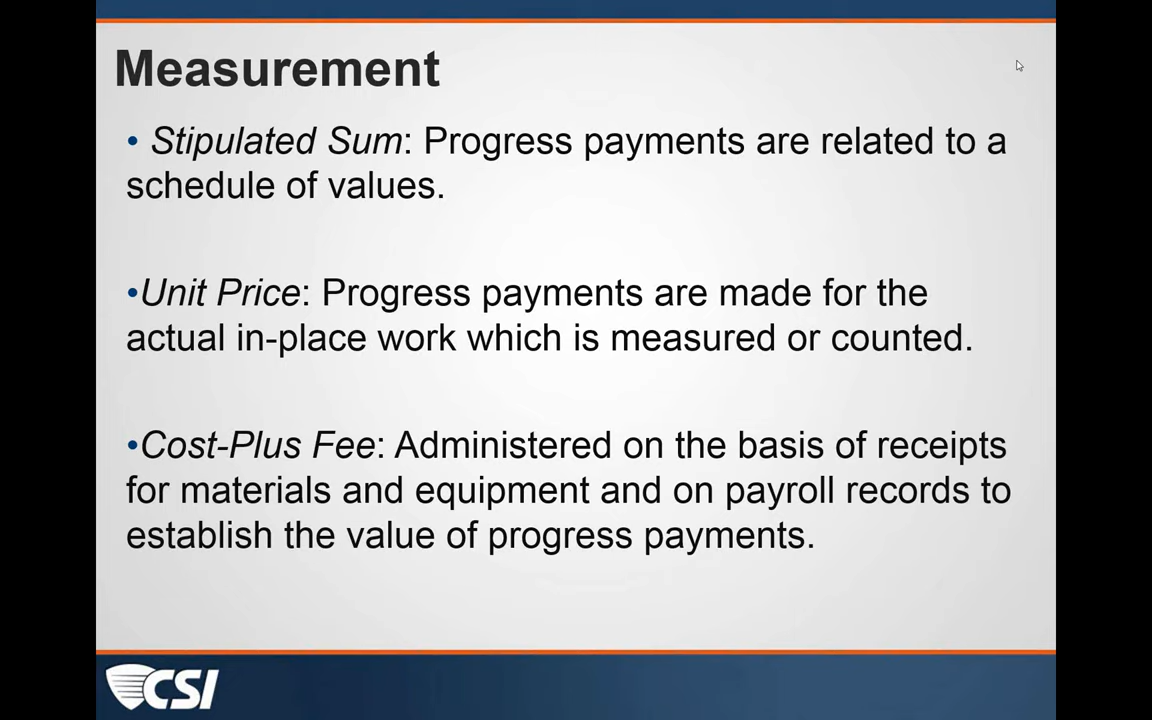 Measurement
• Stipulated Sum: Progress payments are related to a
schedule of values.
•Unit Price: Progress payments are made for the
actual in-place work which is measured or counted.
•Cost-Plus Fee: Administered on the basis of receipts
for materials and equipment and on payroll records to
establish the value of progress payments.
CSI